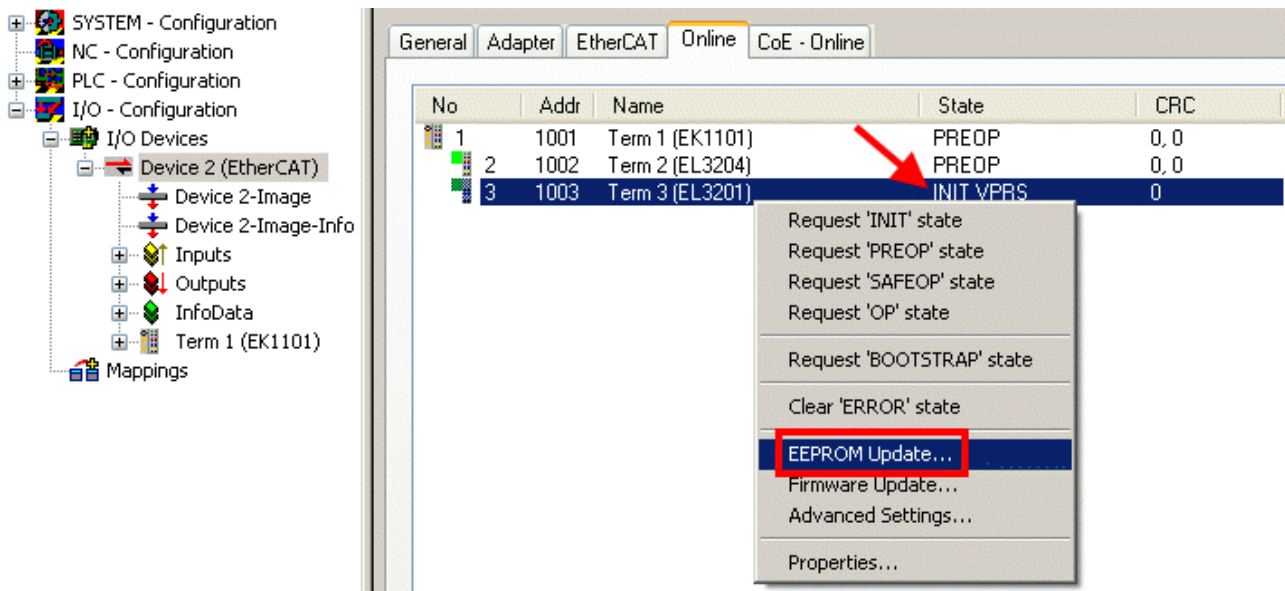 SYSTEM - Configuration
NC - Configuration
PLC - Configuration
I/O - Configuration
I/O Devices
Device 2 (EtherCAT)
Device 2-Image
Device 2-Image-Info
Inputs
Outputs
InfoData
Term 1 (EK1101)
Mappings
General Adapter EtherCAT Online CoE - Online
No Addr Name State CRC
1 1001 Term 1 (EK1101) PREOP 0, 0
2 1002 Term 2 (EL3204) PREOP 0, 0
3 1003 Term 3 (EL3201) INIT VPRS 0
Request 'INIT' state
Request 'PREOP' state
Request 'SAFEOP' state
Request 'OP' state
Request 'BOOTSTRAP' state
Clear 'ERROR' state
EEPROM Update...
Firmware Update...
Advanced Settings...
Properties...